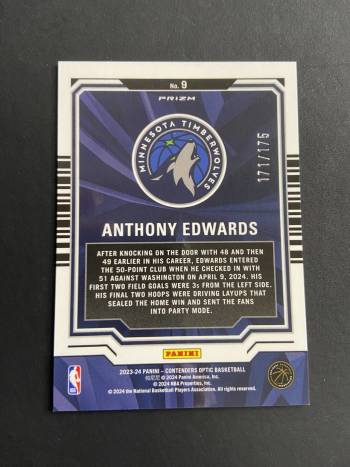 No. 9
PRIZM
MINNESOTA TIMBERWOLVES
171/175
ANTHONY EDWARDS
AFTER KNOCKING ON THE DOOR WITH 48 AND THEN
49 EARLIER IN HIS CAREER, EDWARDS ENTERED
THE 50-POINT CLUB WHEN HE CHECKED IN WITH
51 AGAINST WASHINGTON ON APRIL 9, 2024. HIS
FIRST TWO FIELD GOALS WERE 3s FROM THE LEFT SIDE.
HIS FINAL TWO HOOPS WERE DRIVING LAYUPS THAT
SEALED THE HOME WIN AND SENT THE FANS
INTO PARTY MODE.
PANINI
2023-24 PANINI – CONTENDERS OPTIC BASKETBALL
© 2024 Panini America, Inc.
© 2024 NBA Properties, Inc.
© 2024 the National Basketball Players Association. All rights reserved.
NBA